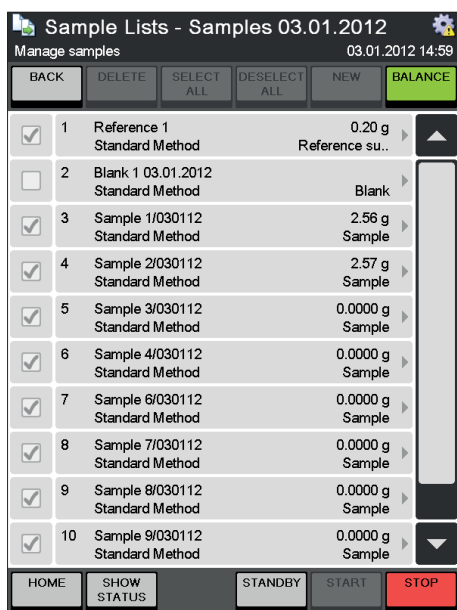 Sample Lists - Samples 03.01.2012
Manage samples 03.01.2012 14:59
BACK DELETE SELECT ALL DESELECT ALL NEW BALANCE
1 Reference 1 0.20 g
Standard Method Reference su..
2 Blank 1 03.01.2012
Standard Method Blank
3 Sample 1/030112 2.56 g
Standard Method Sample
4 Sample 2/030112 2.57 g
Standard Method Sample
5 Sample 3/030112 0.0000 g
Standard Method Sample
6 Sample 4/030112 0.0000 g
Standard Method Sample
7 Sample 6/030112 0.0000 g
Standard Method Sample
8 Sample 7/030112 0.0000 g
Standard Method Sample
9 Sample 8/030112 0.0000 g
Standard Method Sample
10 Sample 9/030112 0.0000 g
Standard Method Sample
HOME SHOW STATUS STANDBY START STOP